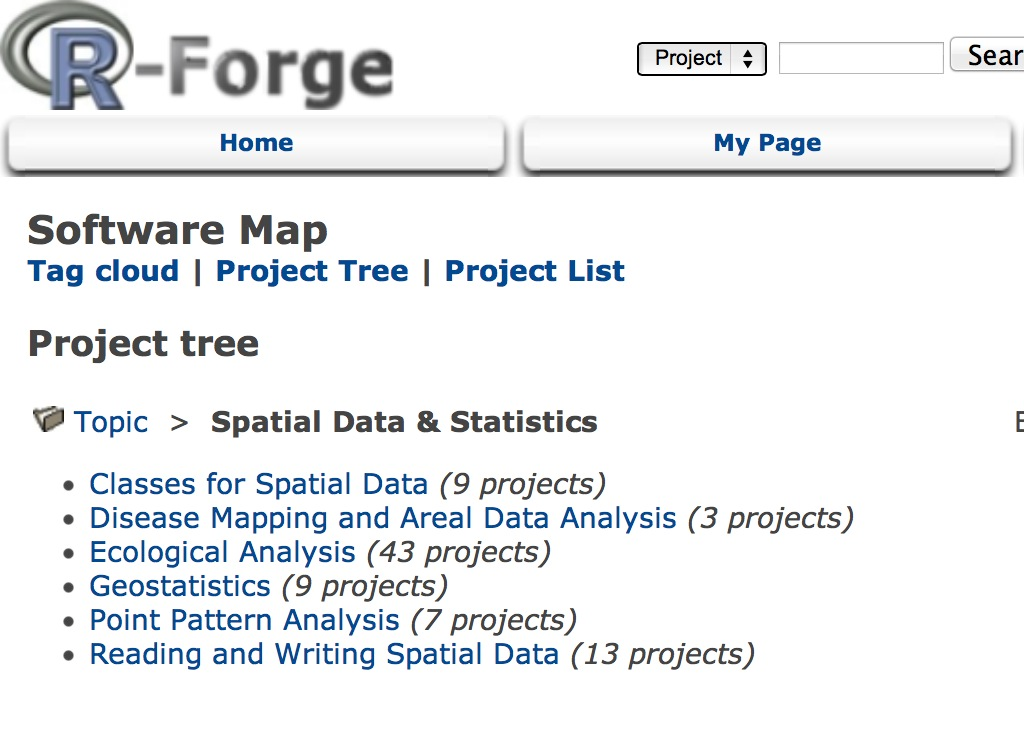 R-Forge
Project
Home
My Page
Software Map
Tag cloud | Project Tree | Project List
Project tree
Topic > Spatial Data & Statistics
Classes for Spatial Data (9 projects)
Disease Mapping and Areal Data Analysis (3 projects)
Ecological Analysis (43 projects)
Geostatistics (9 projects)
Point Pattern Analysis (7 projects)
Reading and Writing Spatial Data (13 projects)